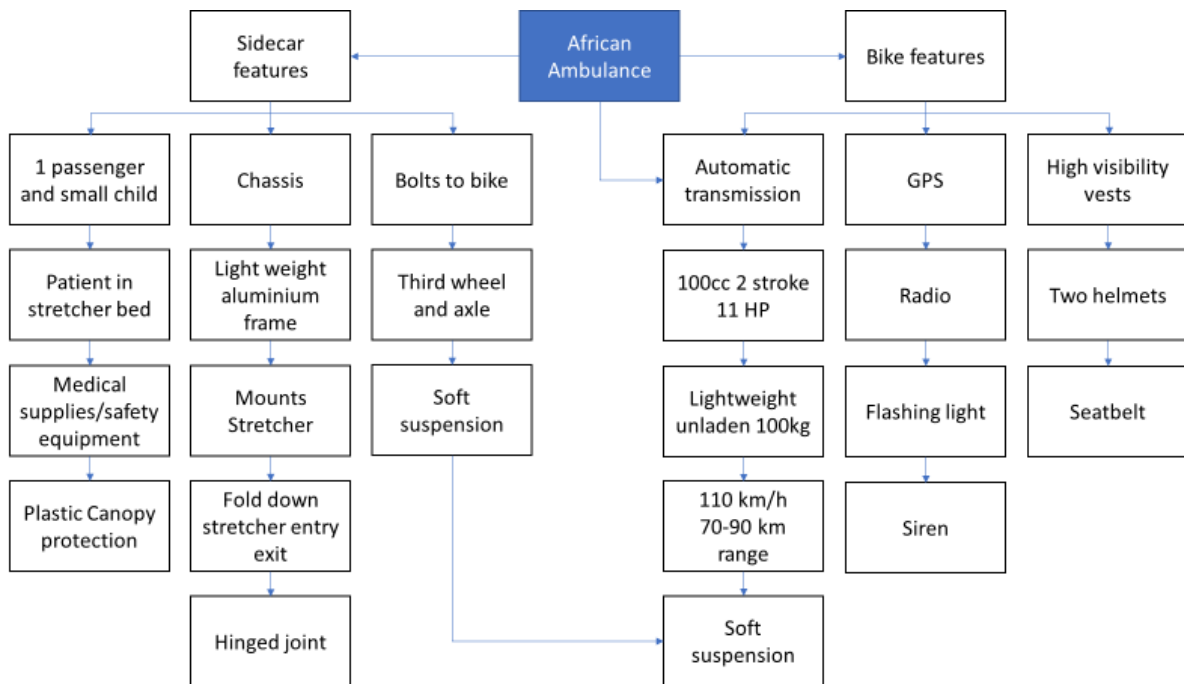 Sidecar
features
African
Ambulance
Bike features
1 passenger
and small child
Chassis
Bolts to bike
Automatic
transmission
GPS
High visibility
vests
Patient in
stretcher bed
Light weight
aluminium
frame
Third wheel
and axle
100cc 2 stroke
11 HP
Radio
Two helmets
Medical
supplies/safety
equipment
Mounts
Stretcher
Soft
suspension
Lightweight
unladen 100kg
Flashing light
Seatbelt
Plastic Canopy
protection
Fold down
stretcher entry
exit
110 km/h
70-90 km
range
Siren
Hinged joint
Soft
suspension